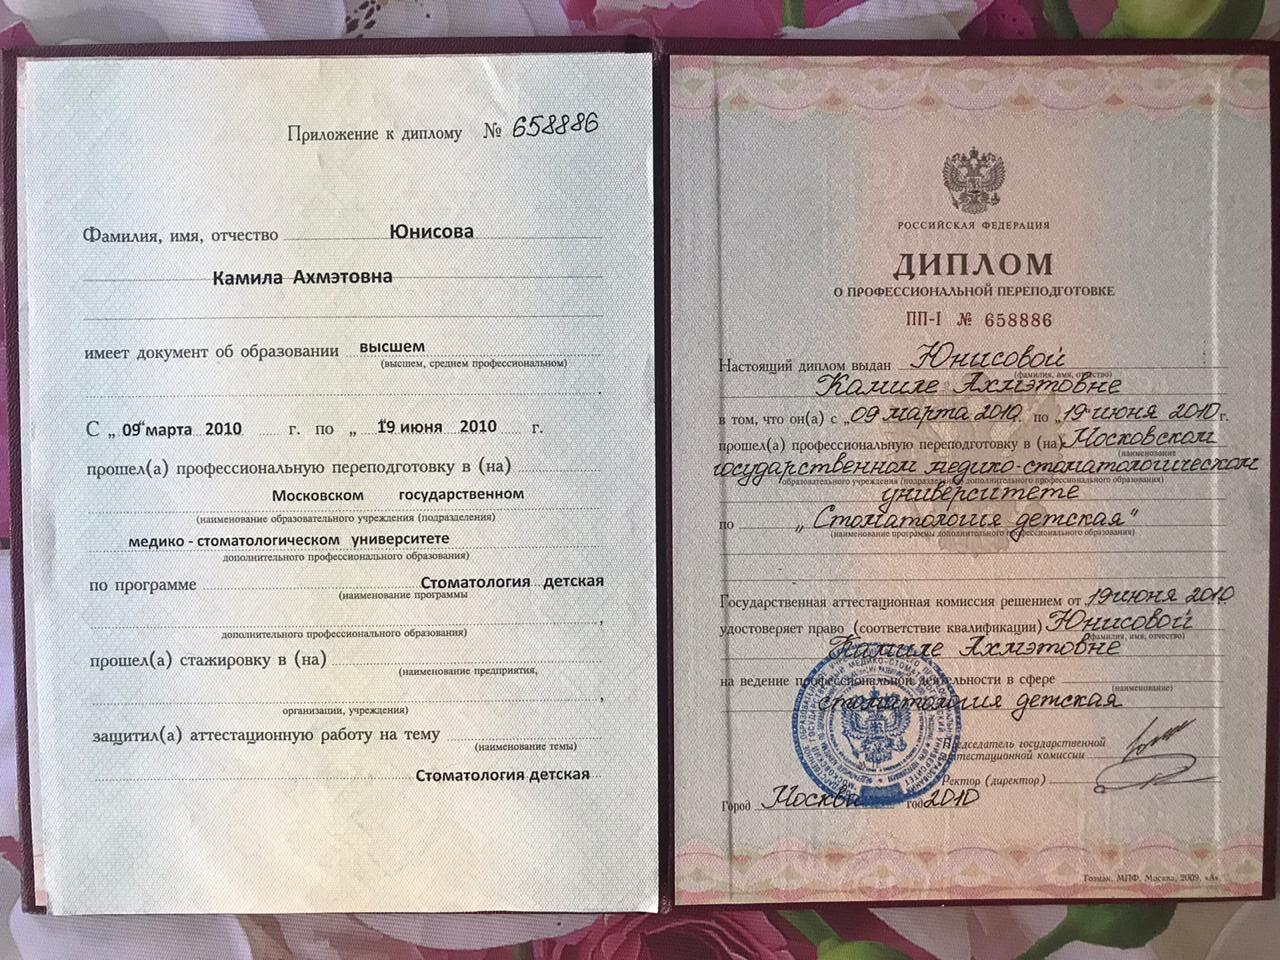 Приложение к диплому № 658886
Фамилия, имя, отчество Юнисова
Камила Ахмэтовна
имеет документ об образовании высшем
(высшем, среднем профессиональном)
С „ 09“ марта 2010 г. по „ 19 июня 2010 г.
прошел(а) профессиональную переподготовку в (на)
Московском государственном
(наименование образовательного учреждения (подразделения)
медико - стоматологическом университете
дополнительного профессионального образования)
по программе Стоматология детская
(наименование программы
дополнительного профессионального образования)
прошел(а) стажировку в (на)
(наименование предприятия,
организации, учреждения)
защитил(а) аттестационную работу на тему
(наименование темы)
Стоматология детская
РОССИЙСКАЯ ФЕДЕРАЦИЯ
ДИПЛОМ
О ПРОФЕССИОНАЛЬНОЙ ПЕРЕПОДГОТОВКЕ
ПП-I № 658886
Настоящий диплом выдан Юнисовой
(фамилия, имя, отчество)
Камиле Ахмэтовне
в том, что он(а) с „09 марта 2010г. по „19 июня 2010г.
прошел(а) профессиональную переподготовку в (на) Московском
(наименование
государственном медико-стоматологическом
образовательного учреждения (подразделения) дополнительного профессионального образования)
университете
по „Стоматология детская“
(наименование программы дополнительного профессионального образования)
Государственная аттестационная комиссия решением от 19 июня 2010
удостоверяет право (соответствие квалификации) Юнисовой
(фамилия, имя, отчество)
Камиле Ахмэтовне
на ведение профессиональной деятельности в сфере
(наименование)
стоматология детская
Председатель государственной
аттестационной комиссии
Ректор (директор)
Город Москва год 2010
Гознак, МПФ, Москва, 2009, «А»